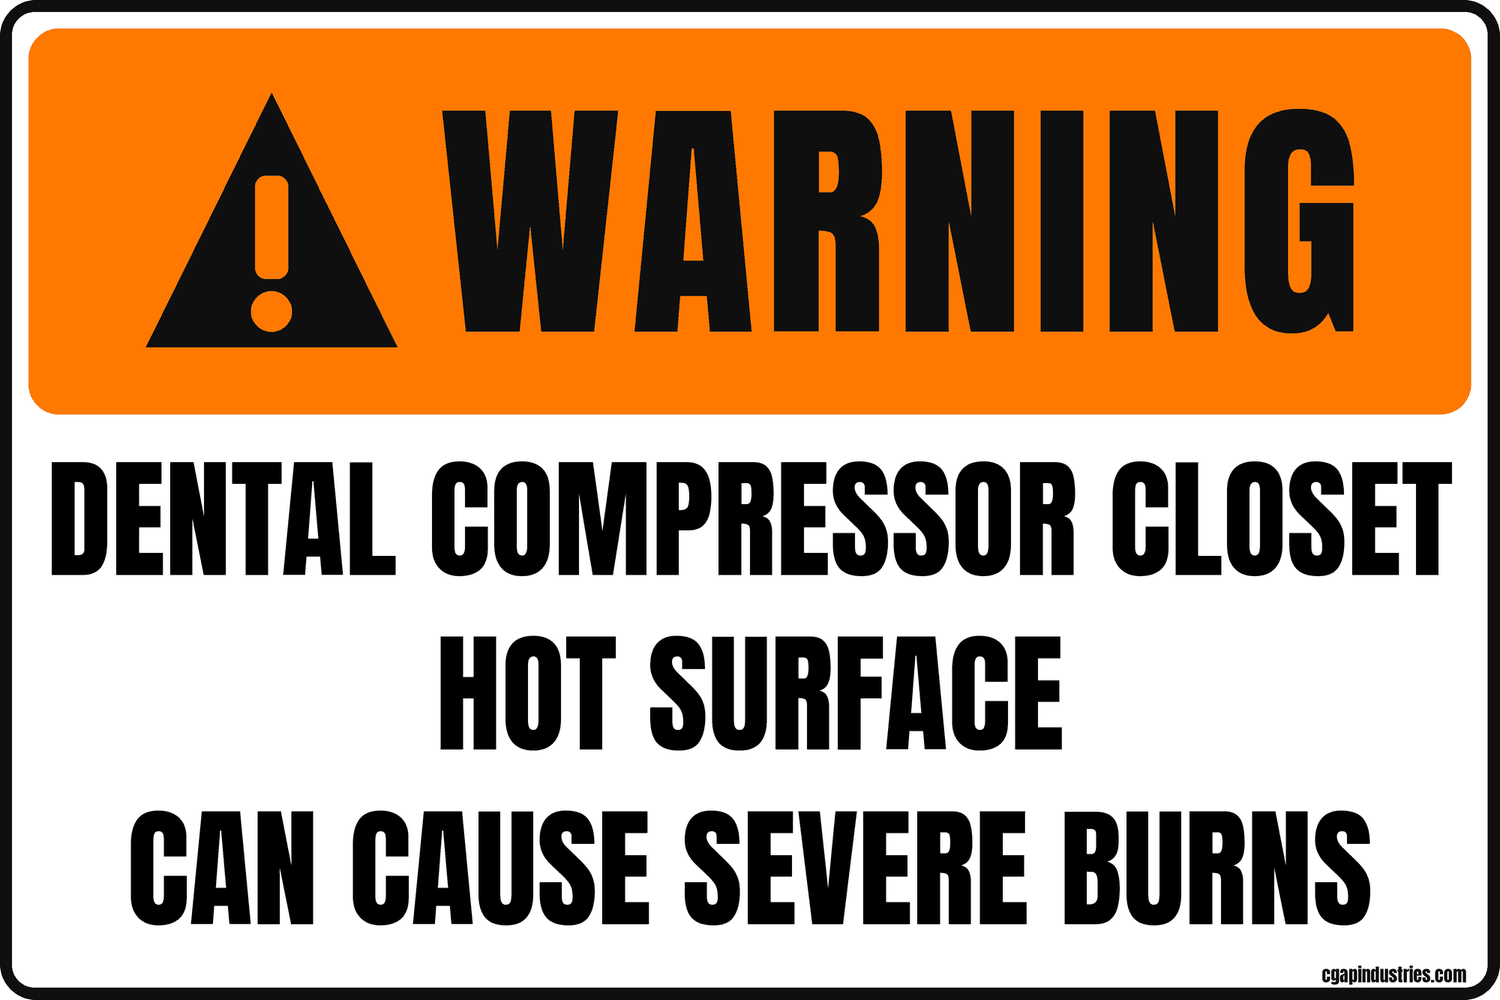 WARNING
DENTAL COMPRESSOR CLOSET
HOT SURFACE
CAN CAUSE SEVERE BURNS
cgapindustries.com